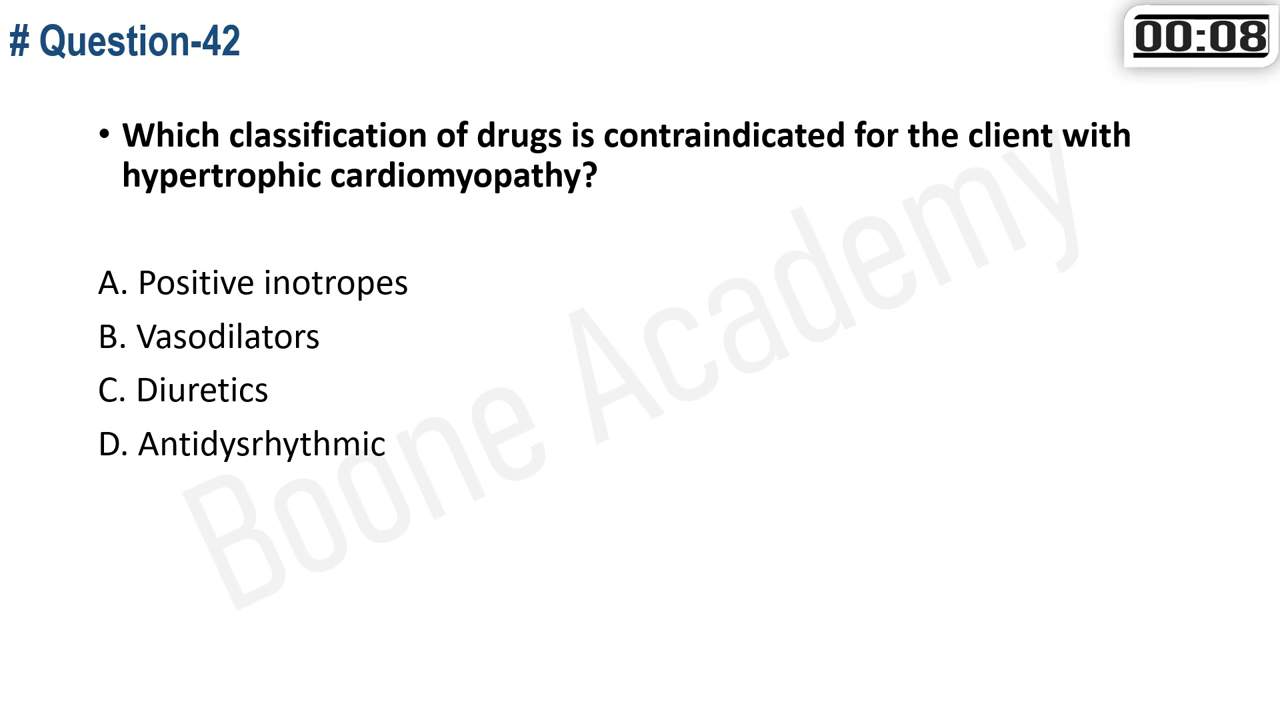 # Question-42
00:08
• Which classification of drugs is contraindicated for the client with
hypertrophic cardiomyopathy?
A. Positive inotropes
B. Vasodilators
C. Diuretics
D. Antidysrhythmic
Boone Academy